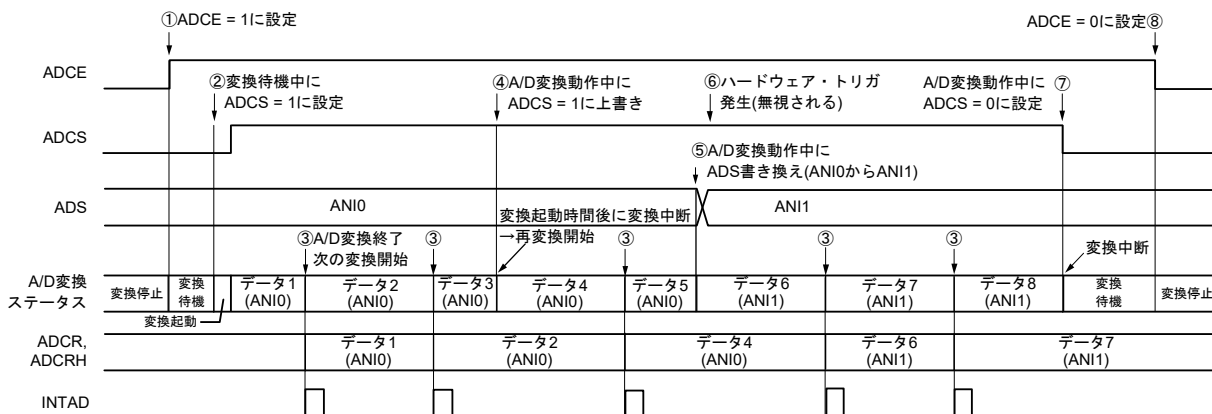 ①ADCE = 1に設定
ADCE = 0に設定⑧
ADCE
②変換待機中に
ADCS = 1に設定
④A/D変換動作中に
ADCS = 1に上書き
⑥ハードウェア・トリガ
発生(無視される)
A/D変換動作中に ⑦
ADCS = 0に設定
ADCS
⑤A/D変換動作中に
ADS書き換え(ANI0からANI1)
ADS
ANI0
ANI1
変換起動時間後に変換中断
→再変換開始
③A/D変換終了
次の変換開始
③
③
③
③
変換中断
A/D変換
ステータス
変換停止
変換
待機
変換起動
データ1
(ANI0)
データ2
(ANI0)
データ3
(ANI0)
データ4
(ANI0)
データ5
(ANI0)
データ6
(ANI1)
データ7
(ANI1)
データ8
(ANI1)
変換
待機
変換停止
ADCR,
ADCRH
データ1
(ANI0)
データ2
(ANI0)
データ4
(ANI0)
データ6
(ANI1)
データ7
(ANI1)
INTAD